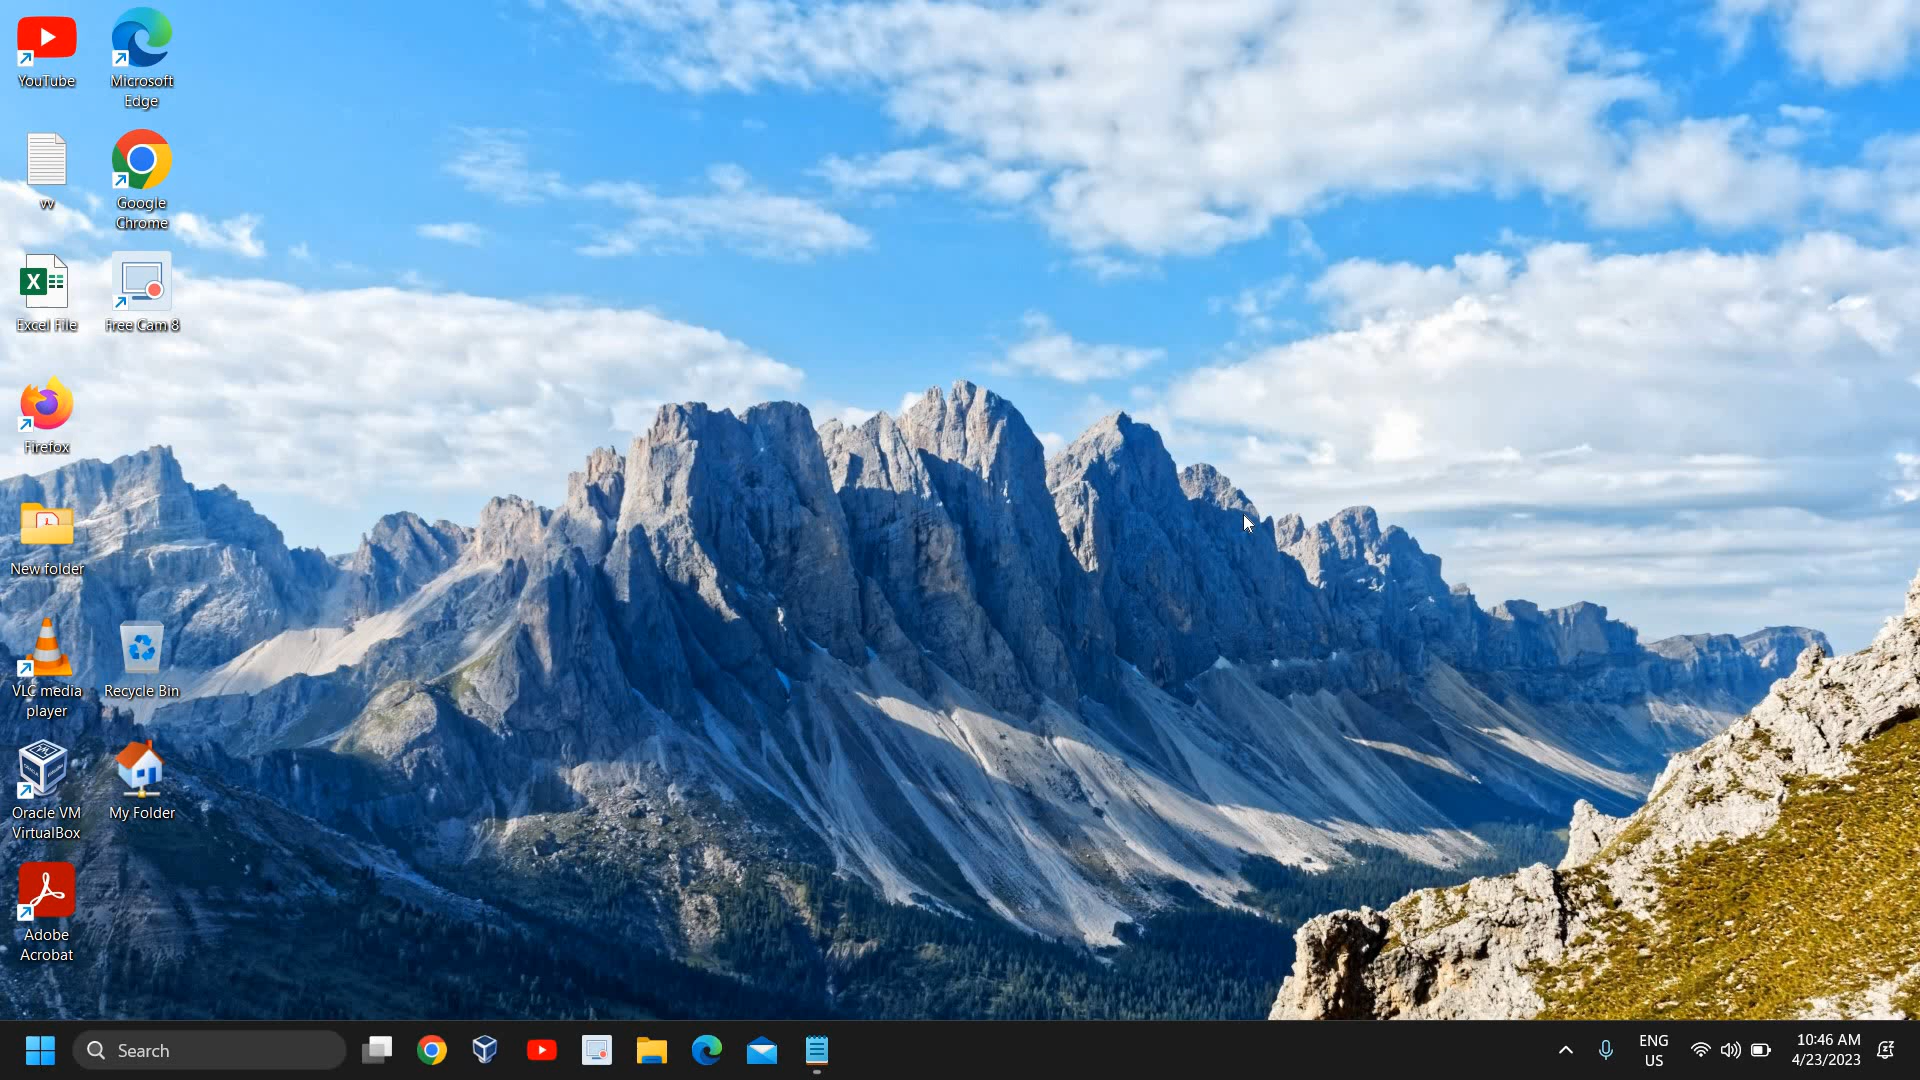 YouTube
Microsoft
Edge
vv
Google
Chrome
Excel File
Free Cam 8
Firefox
New folder
VLC media
player
Recycle Bin
Oracle VM
VirtualBox
My Folder
Adobe
Acrobat
Search
ENG
US
10:46 AM
4/23/2023